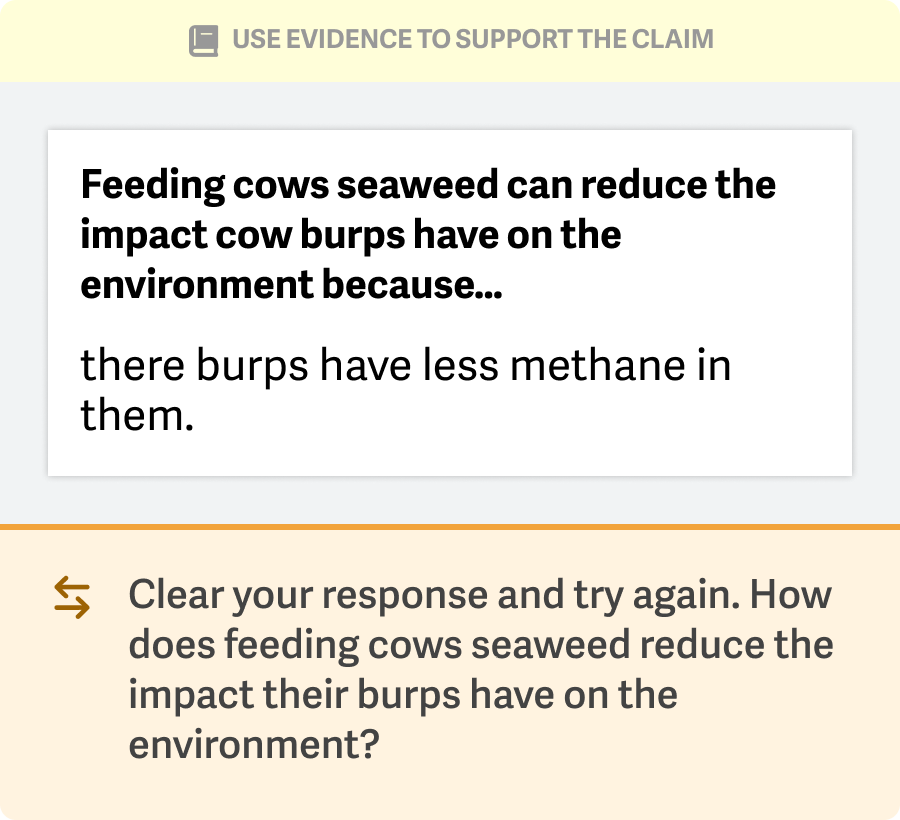 USE EVIDENCE TO SUPPORT THE CLAIM
Feeding cows seaweed can reduce the
impact cow burps have on the
environment because...
there burps have less methane in
them.
Clear your response and try again. How
does feeding cows seaweed reduce the
impact their burps have on the
environment?